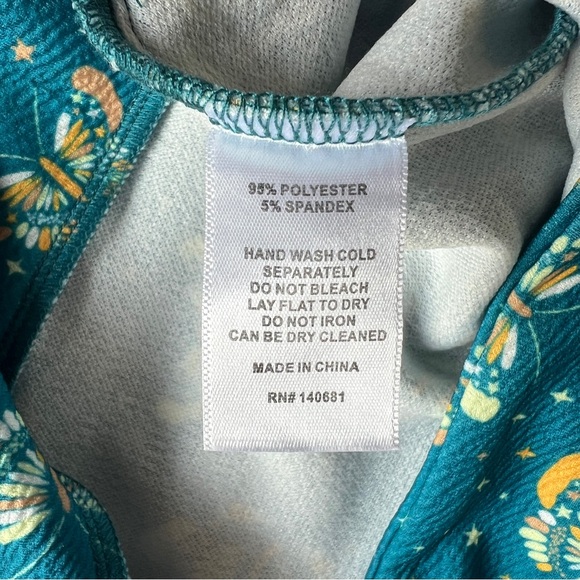 95% POLYESTER
5% SPANDEX
HAND WASH COLD
SEPARATELY
DO NOT BLEACH
LAY FLAT TO DRY
DO NOT IRON
CAN BE DRY CLEANED
MADE IN CHINA
RN# 140681